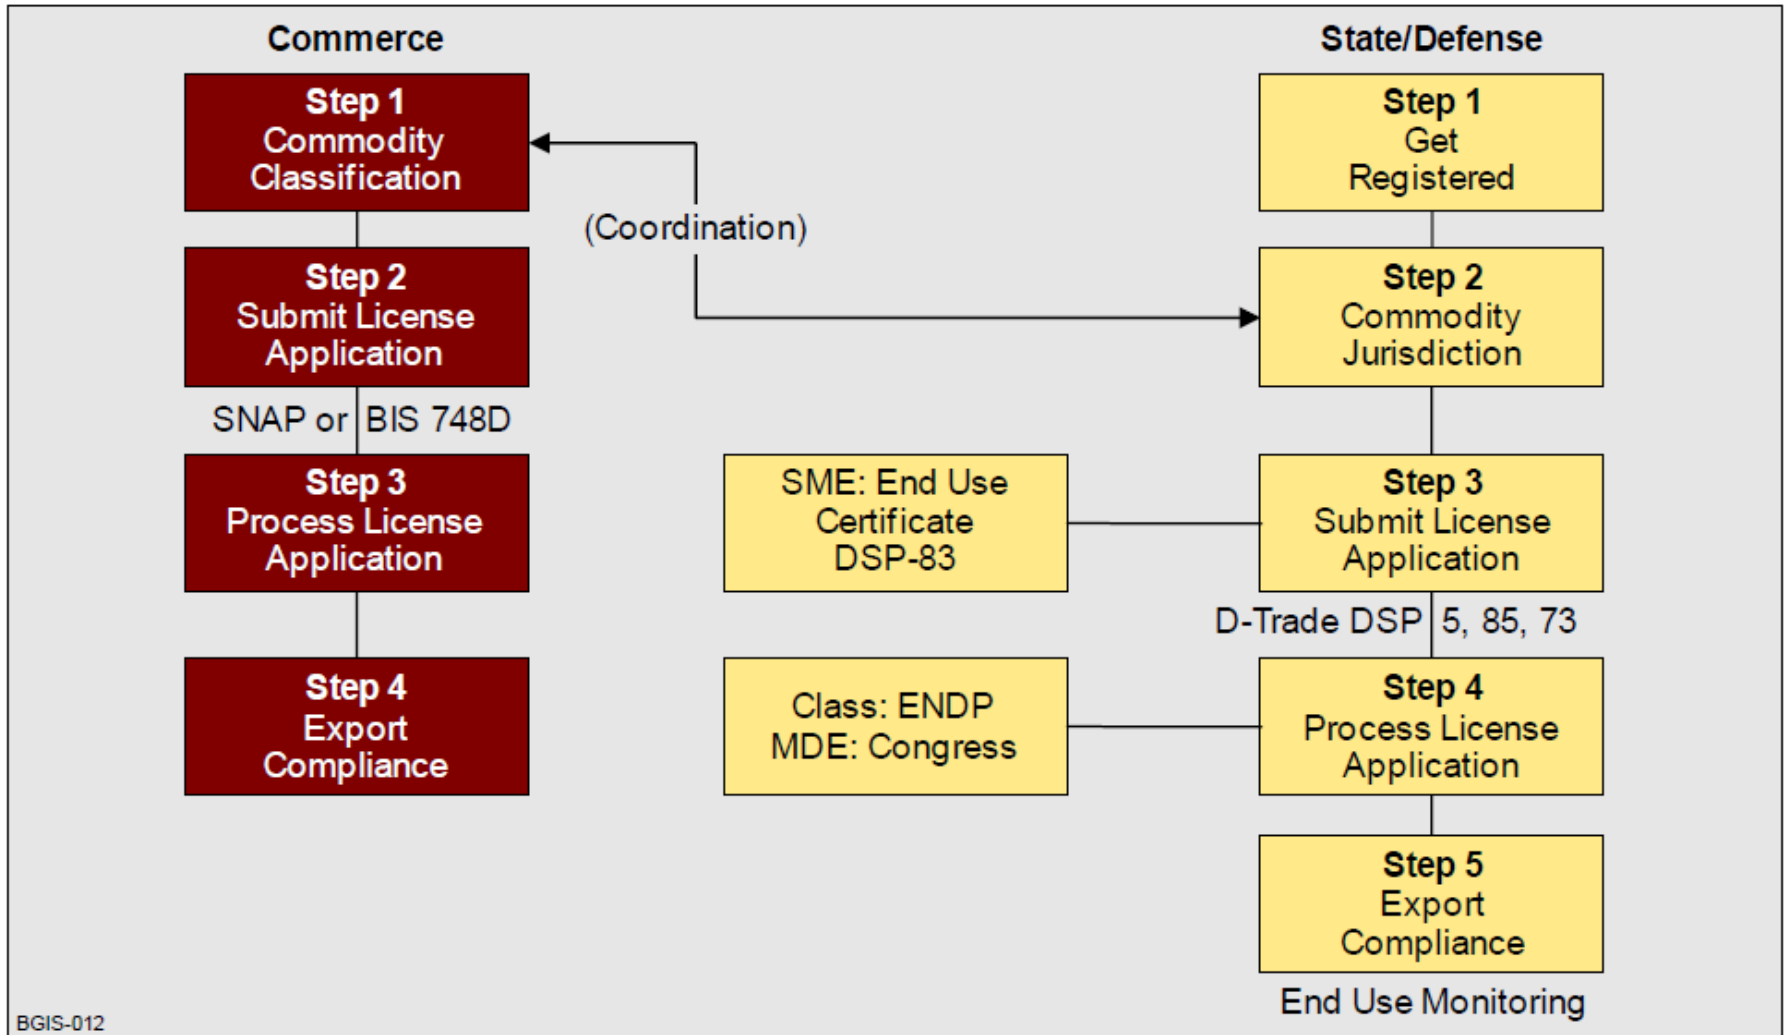 Commerce
Step 1
Commodity
Classification
Step 2
Submit License
Application
SNAP or BIS 748D
Step 3
Process License
Application
Step 4
Export
Compliance
(Coordination)
SME: End Use
Certificate
DSP-83
Class: ENDP
MDE: Congress
State/Defense
Step 1
Get
Registered
Step 2
Commodity
Jurisdiction
Step 3
Submit License
Application
D-Trade DSP 5, 85, 73
Step 4
Process License
Application
Step 5
Export
Compliance
End Use Monitoring
BGIS-012